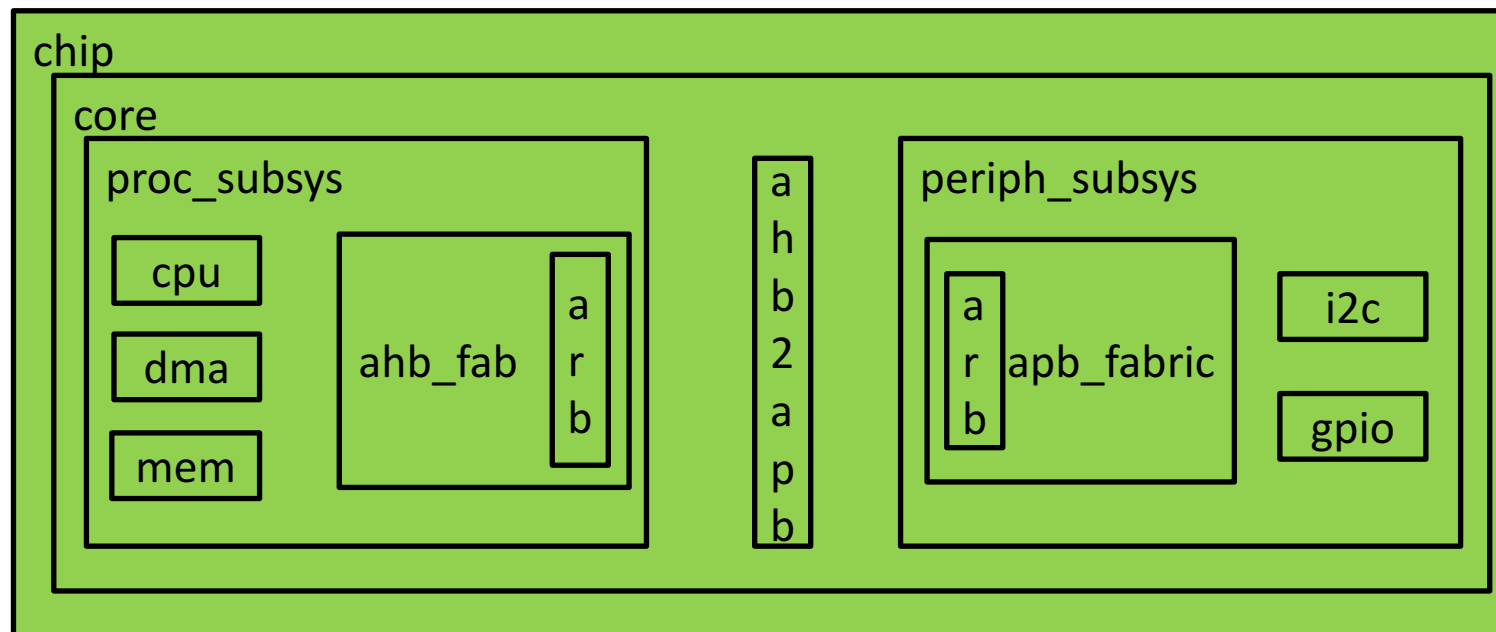 chip
core
proc_subsys
cpu
dma
mem
ahb_fab
a
r
b
a
h
b
2
a
p
b
periph_subsys
a
r
b
apb_fabric
i2c
gpio